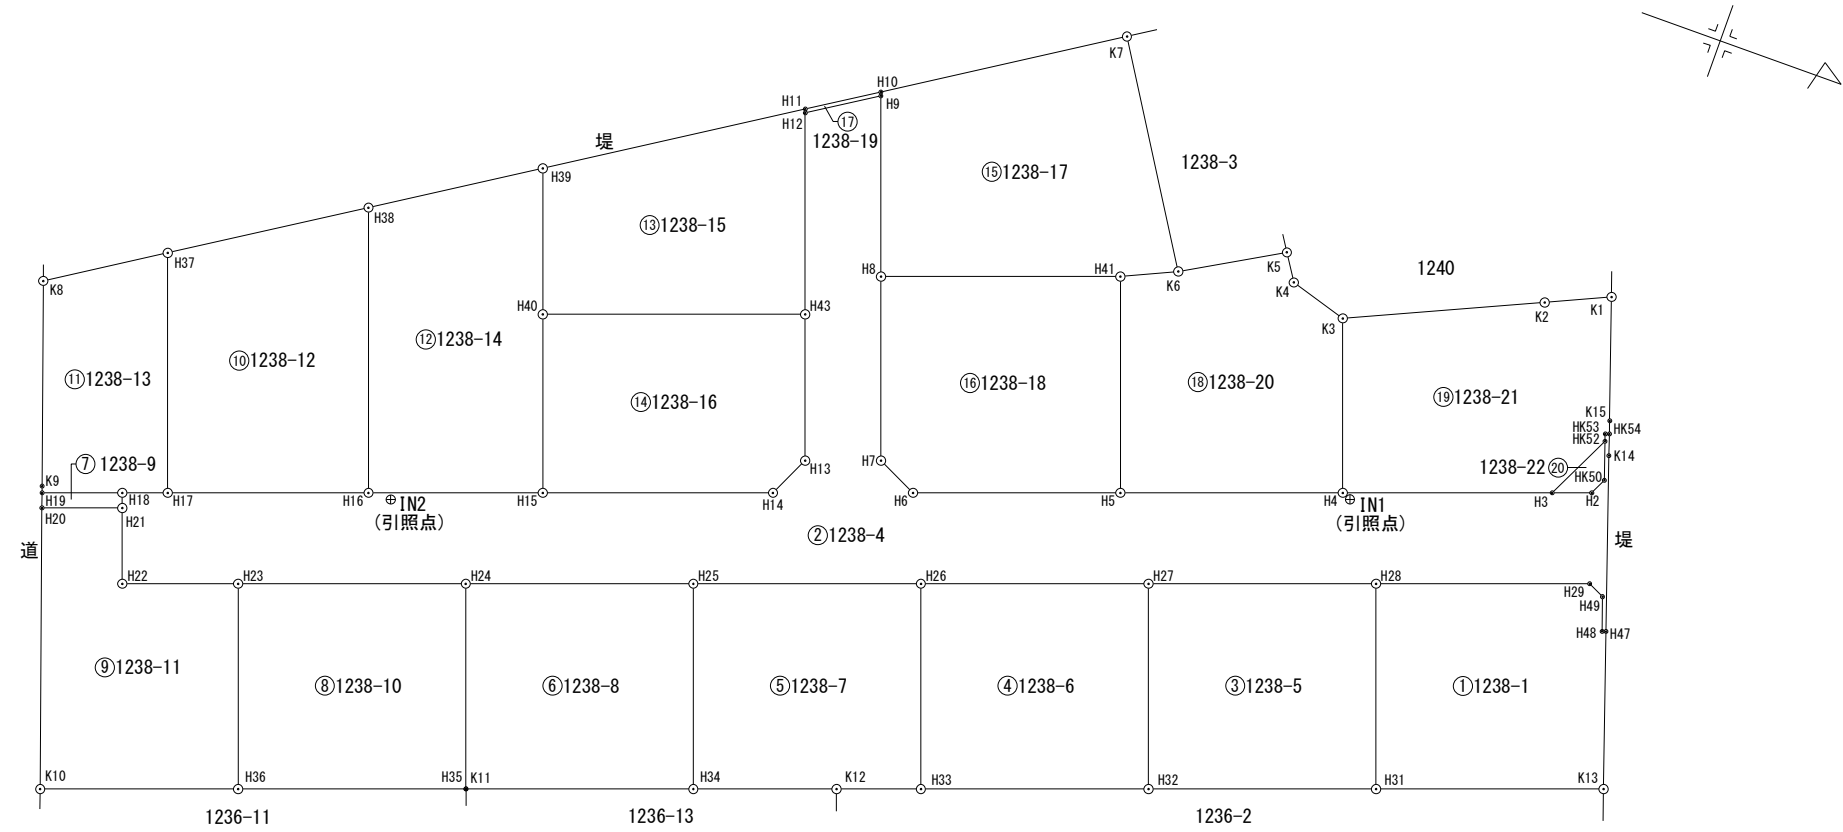 K7
H10
H11
H9
H12
⑰
1238-19
堤
1238-3
⑮1238-17
H39
⑬1238-15
H38
H37
K8
H8
H41
K6
K5
K4
1240
K3
K2
K1
H40
H43
⑫1238-14
⑩1238-12
⑪1238-13
⑭1238-16
⑯1238-18
⑱1238-20
⑲1238-21
K15
HK53
HK54
HK52
K14
1238-22⑳
HK50
⑦ 1238-9
K9
H19
H18
H17
H16
IN2
(引照点)
H15
H14
H13
H7
H6
H5
H4
IN1
(引照点)
H3
H2
H20
H21
道
②1238-4
堤
H22
H23
H24
H25
H26
H27
H28
H29
H49
H48
H47
⑨1238-11
⑧1238-10
⑥1238-8
⑤1238-7
④1238-6
③1238-5
①1238-1
K10
H36
H35
K11
H34
K12
H33
H32
H31
K13
1236-11
1236-13
1236-2